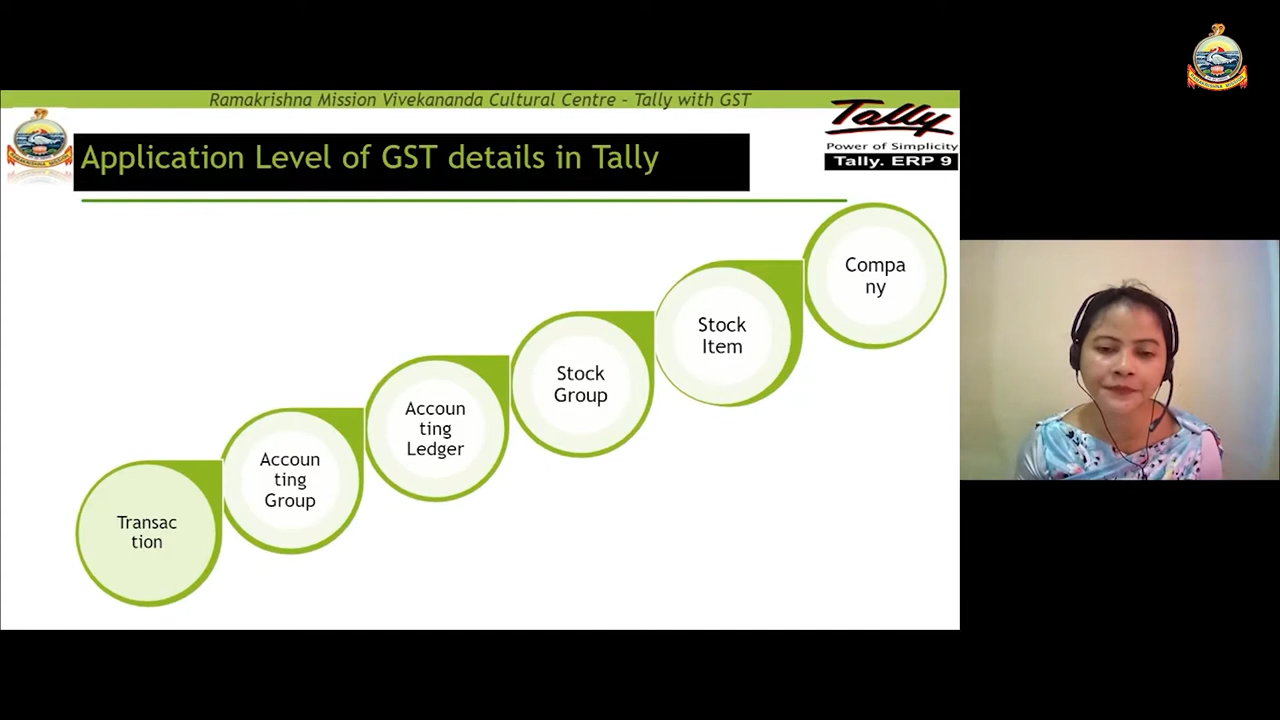 Ramakrishna Mission Vivekananda Cultural Centre - Tally with GST
Tally
Power of Simplicity
Tally. ERP 9
Application Level of GST details in Tally
Compa
ny
Stock
Item
Stock
Group
Accoun
ting
Ledger
Accoun
ting
Group
Transac
tion